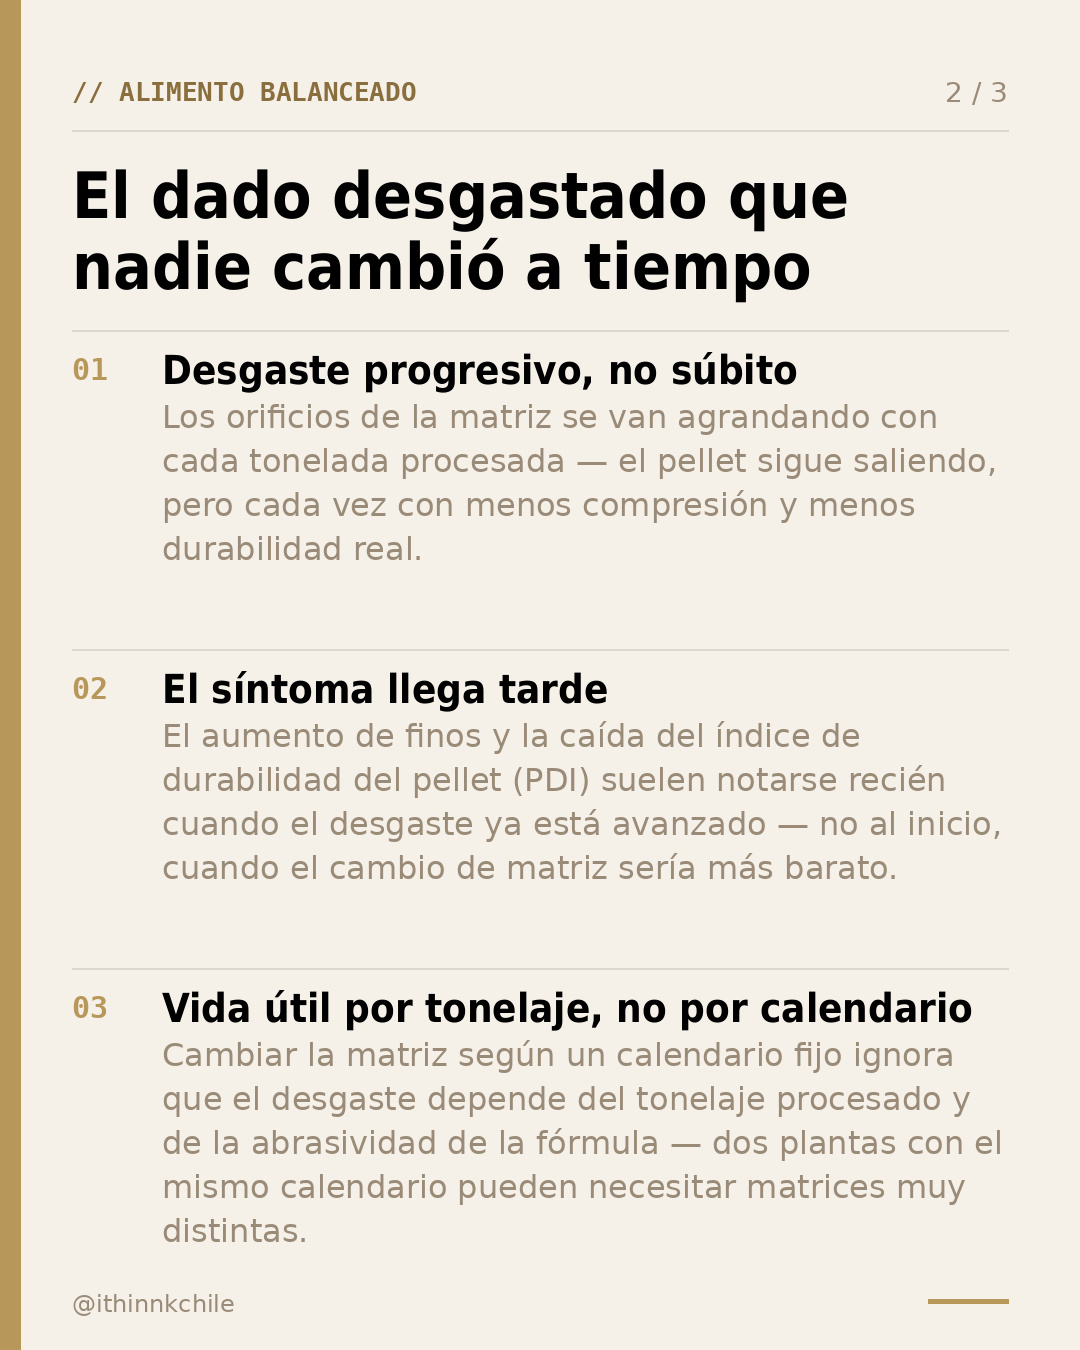 // ALIMENTO BALANCEADO
2 / 3
El dado desgastado que
nadie cambió a tiempo
01
Desgaste progresivo, no súbito
Los orificios de la matriz se van agrandando con
cada tonelada procesada — el pellet sigue saliendo,
pero cada vez con menos compresión y menos
durabilidad real.
02
El síntoma llega tarde
El aumento de finos y la caída del índice de
durabilidad del pellet (PDI) suelen notarse recién
cuando el desgaste ya está avanzado — no al inicio,
cuando el cambio de matriz sería más barato.
03
Vida útil por tonelaje, no por calendario
Cambiar la matriz según un calendario fijo ignora
que el desgaste depende del tonelaje procesado y
de la abrasividad de la fórmula — dos plantas con el
mismo calendario pueden necesitar matrices muy
distintas.
@ithinnkchile